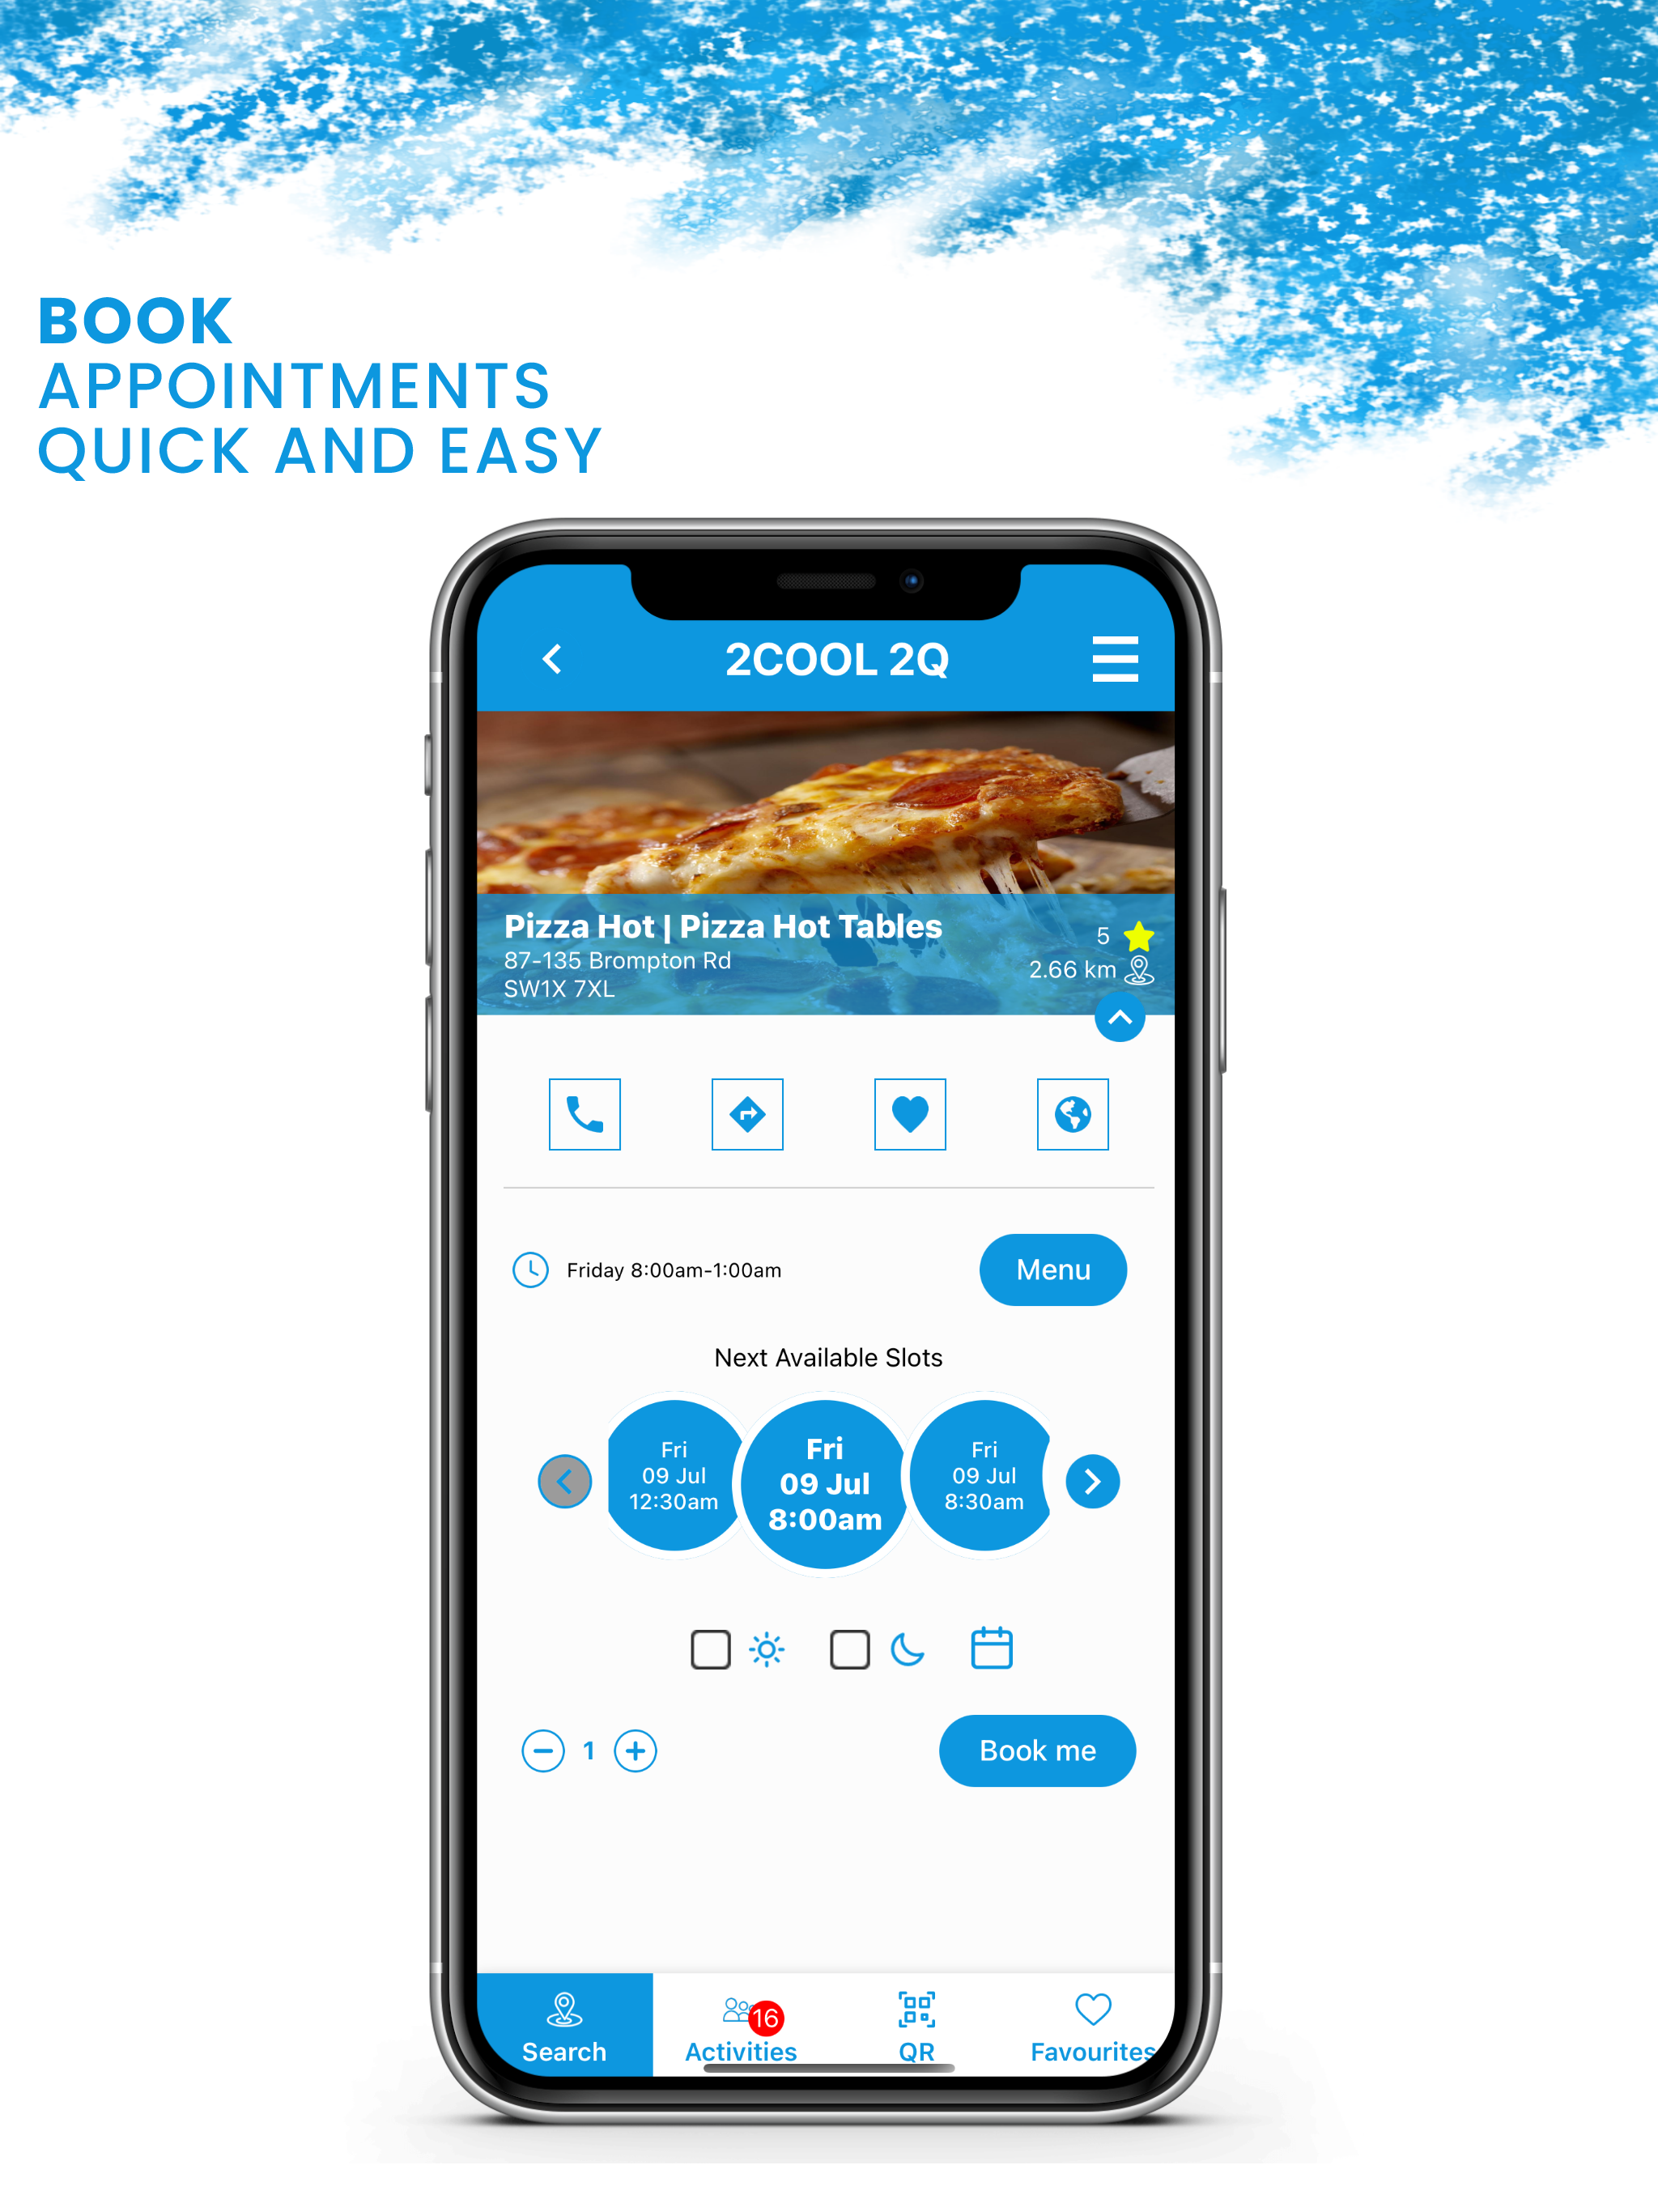 BOOK
APPOINTMENTS
QUICK AND EASY
2COOL 2Q
Pizza Hot | Pizza Hot Tables
87-135 Brompton Rd
SW1X 7XL
5
2.66 km
Friday 8:00am-1:00am
Menu
Next Available Slots
Fri
09 Jul
12:30am
Fri
09 Jul
8:00am
Fri
09 Jul
8:30am
1
Book me
Search
16
Activities
QR
Favourites